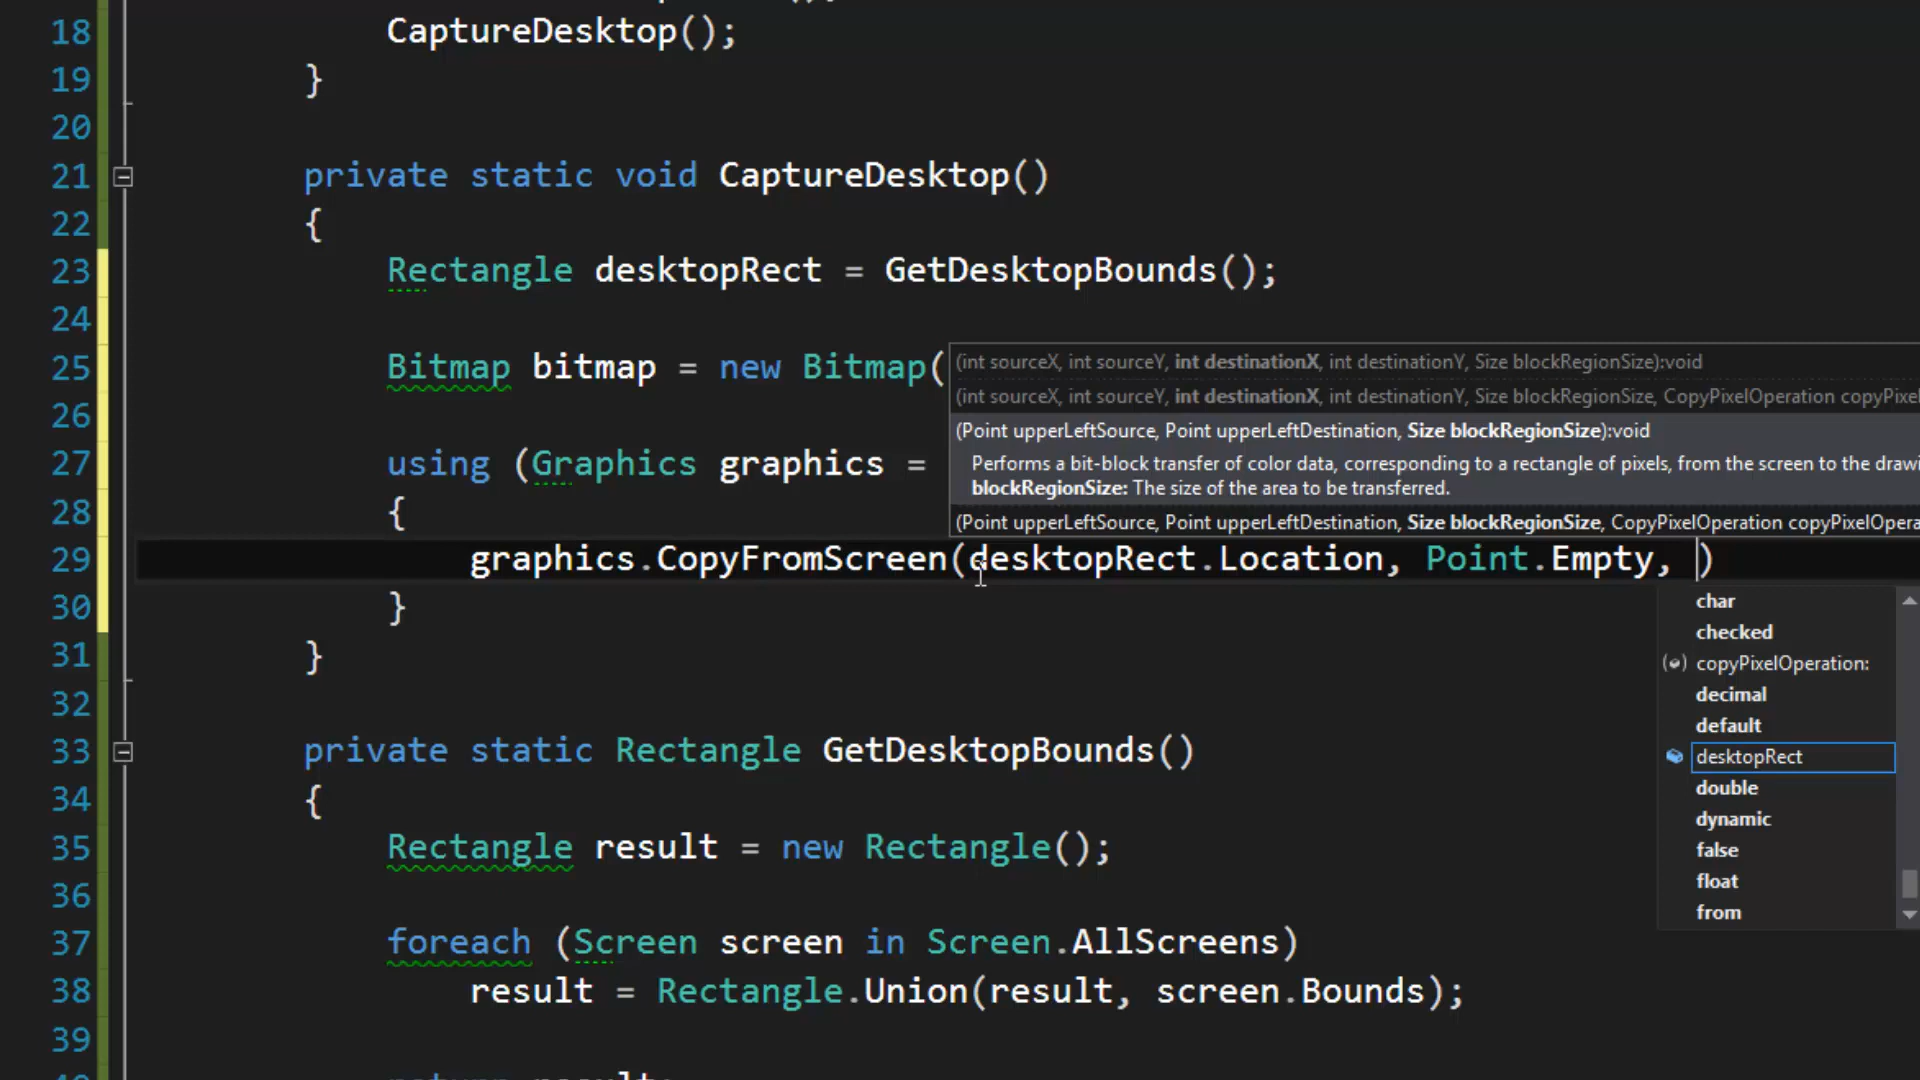 18 CaptureDesktop();
19 }
20
21 private static void CaptureDesktop()
22 {
23 Rectangle desktopRect = GetDesktopBounds();
24
25 Bitmap bitmap = new Bitmap(
(int sourceX, int sourceY, int destinationX, int destinationY, Size blockRegionSize):void
(int sourceX, int sourceY, int destinationX, int destinationY, Size blockRegionSize, CopyPixelOperation copyPixel
26
(Point upperLeftSource, Point upperLeftDestination, Size blockRegionSize):void
27 using (Graphics graphics =
Performs a bit-block transfer of color data, corresponding to a rectangle of pixels, from the screen to the
blockRegionSize: The size of the area to be transferred.
28 {
(Point upperLeftSource, Point upperLeftDestination, Size blockRegionSize, CopyPixelOperation copyPixelOpera
29 graphics.CopyFromScreen(desktopRect.Location, Point.Empty, )
30 }
31 }
char
checked
copyPixelOperation:
decimal
default
desktopRect
double
dynamic
false
float
from
32
33 private static Rectangle GetDesktopBounds()
34 {
35 Rectangle result = new Rectangle();
36
37 foreach (Screen screen in Screen.AllScreens)
38 result = Rectangle.Union(result, screen.Bounds);
39